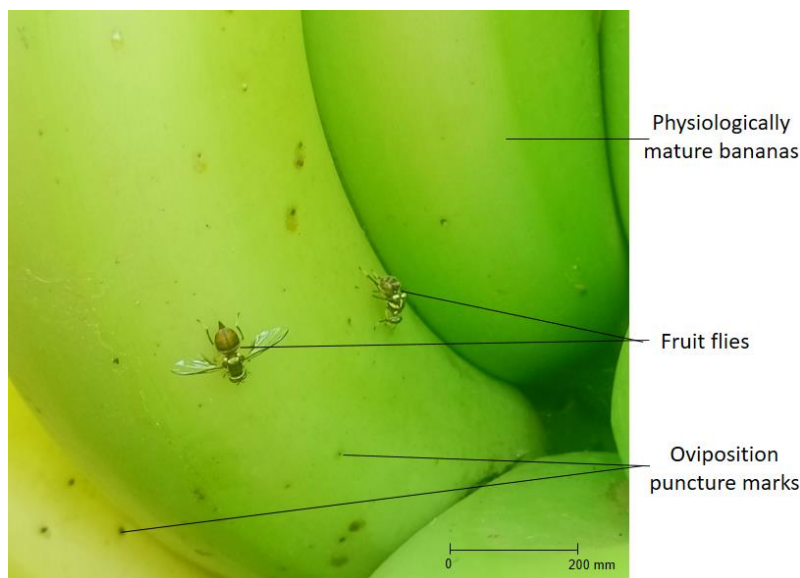 Physiologically
mature bananas
Fruit flies
Oviposition
puncture marks
0 200 mm